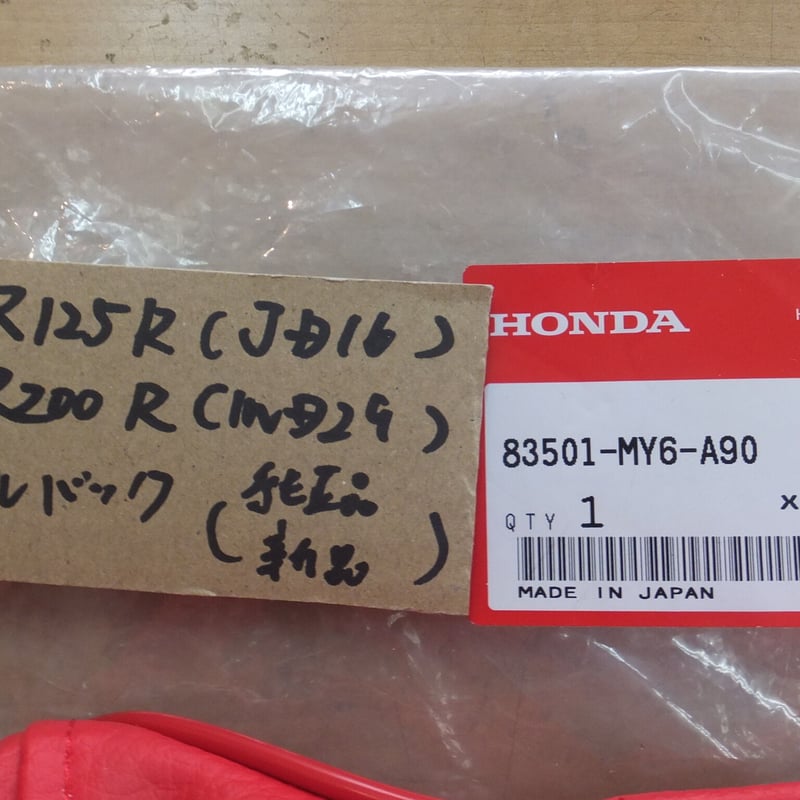 R125R (JD16)
R200R (MD29)
ルバック (純正品
新品)
HONDA
H
83501-MY6-A90
QTY 1
X
MADE IN JAPAN